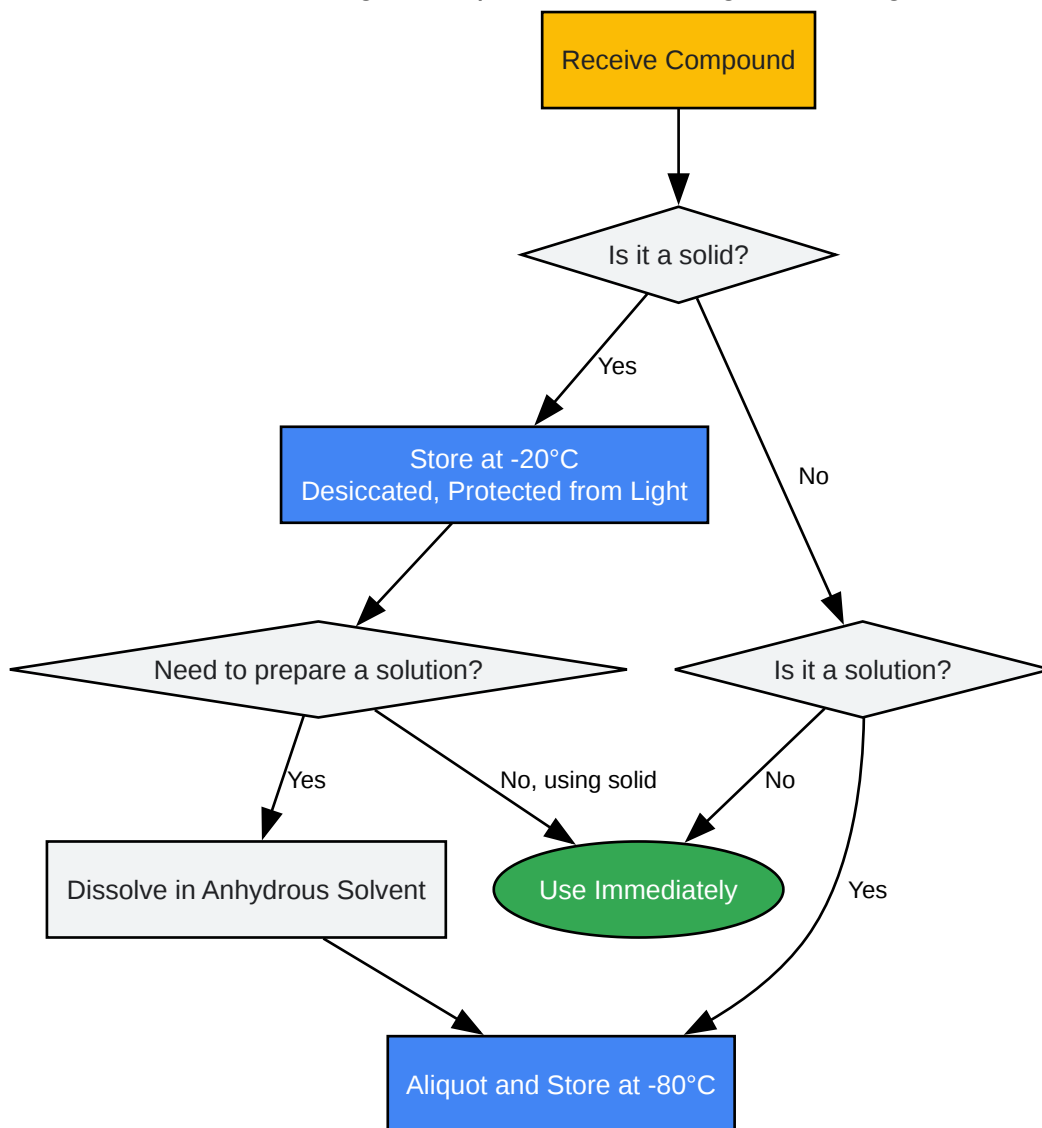 Receive Compound
Is it a solid?
Yes
No
Store at -20°C
Desiccated, Protected from Light
Need to prepare a solution?
Is it a solution?
Yes
No, using solid
No
Dissolve in Anhydrous Solvent
Use Immediately
Yes
Aliquot and Store at -80°C